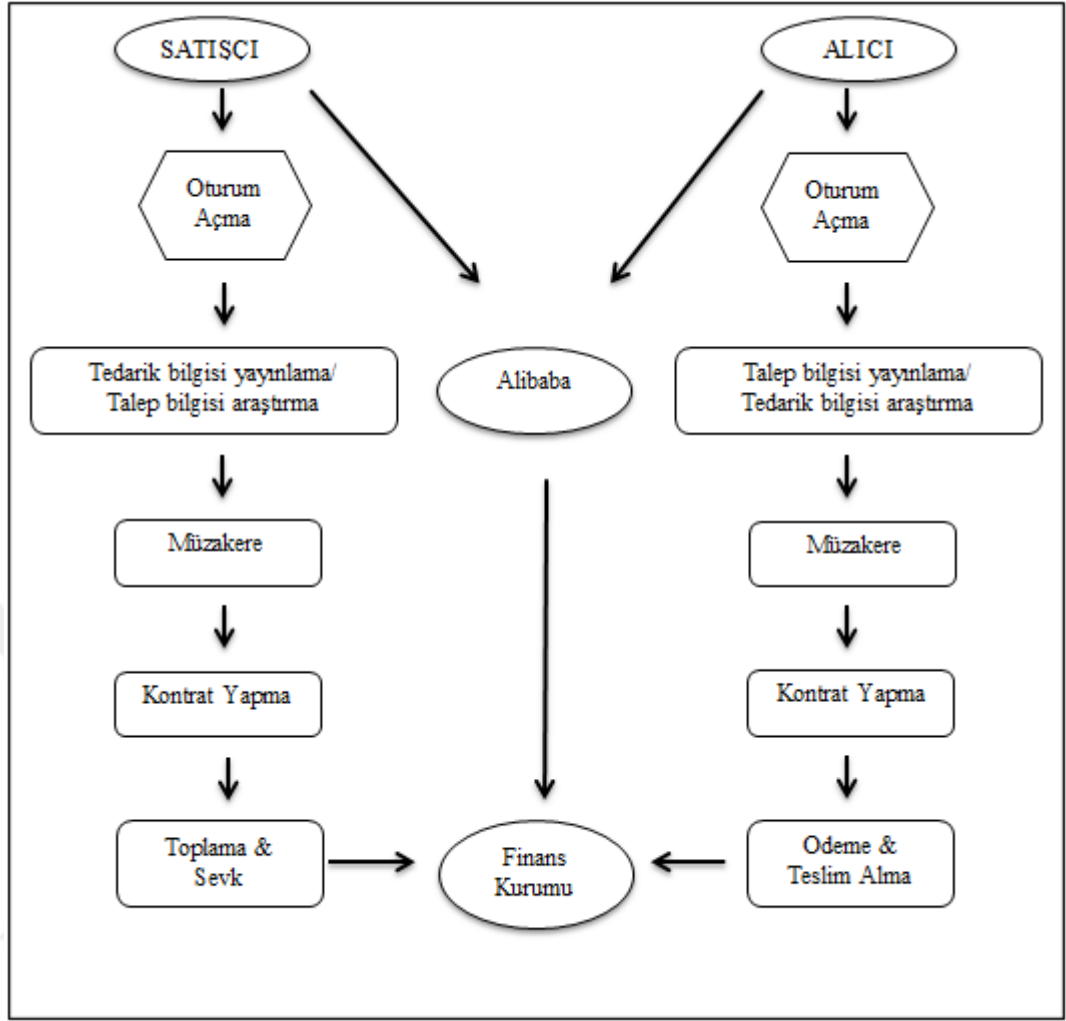 SATIŞÇI
ALICI
Oturum
Açma
Oturum
Açma
Tedarik bilgisi yayınlama/
Talep bilgisi araştırma
Alibaba
Talep bilgisi yayınlama/
Tedarik bilgisi araştırma
Müzakere
Müzakere
Kontrat Yapma
Kontrat Yapma
Toplama &
Sevk
Finans
Kurumu
Odeme &
Teslim Alma